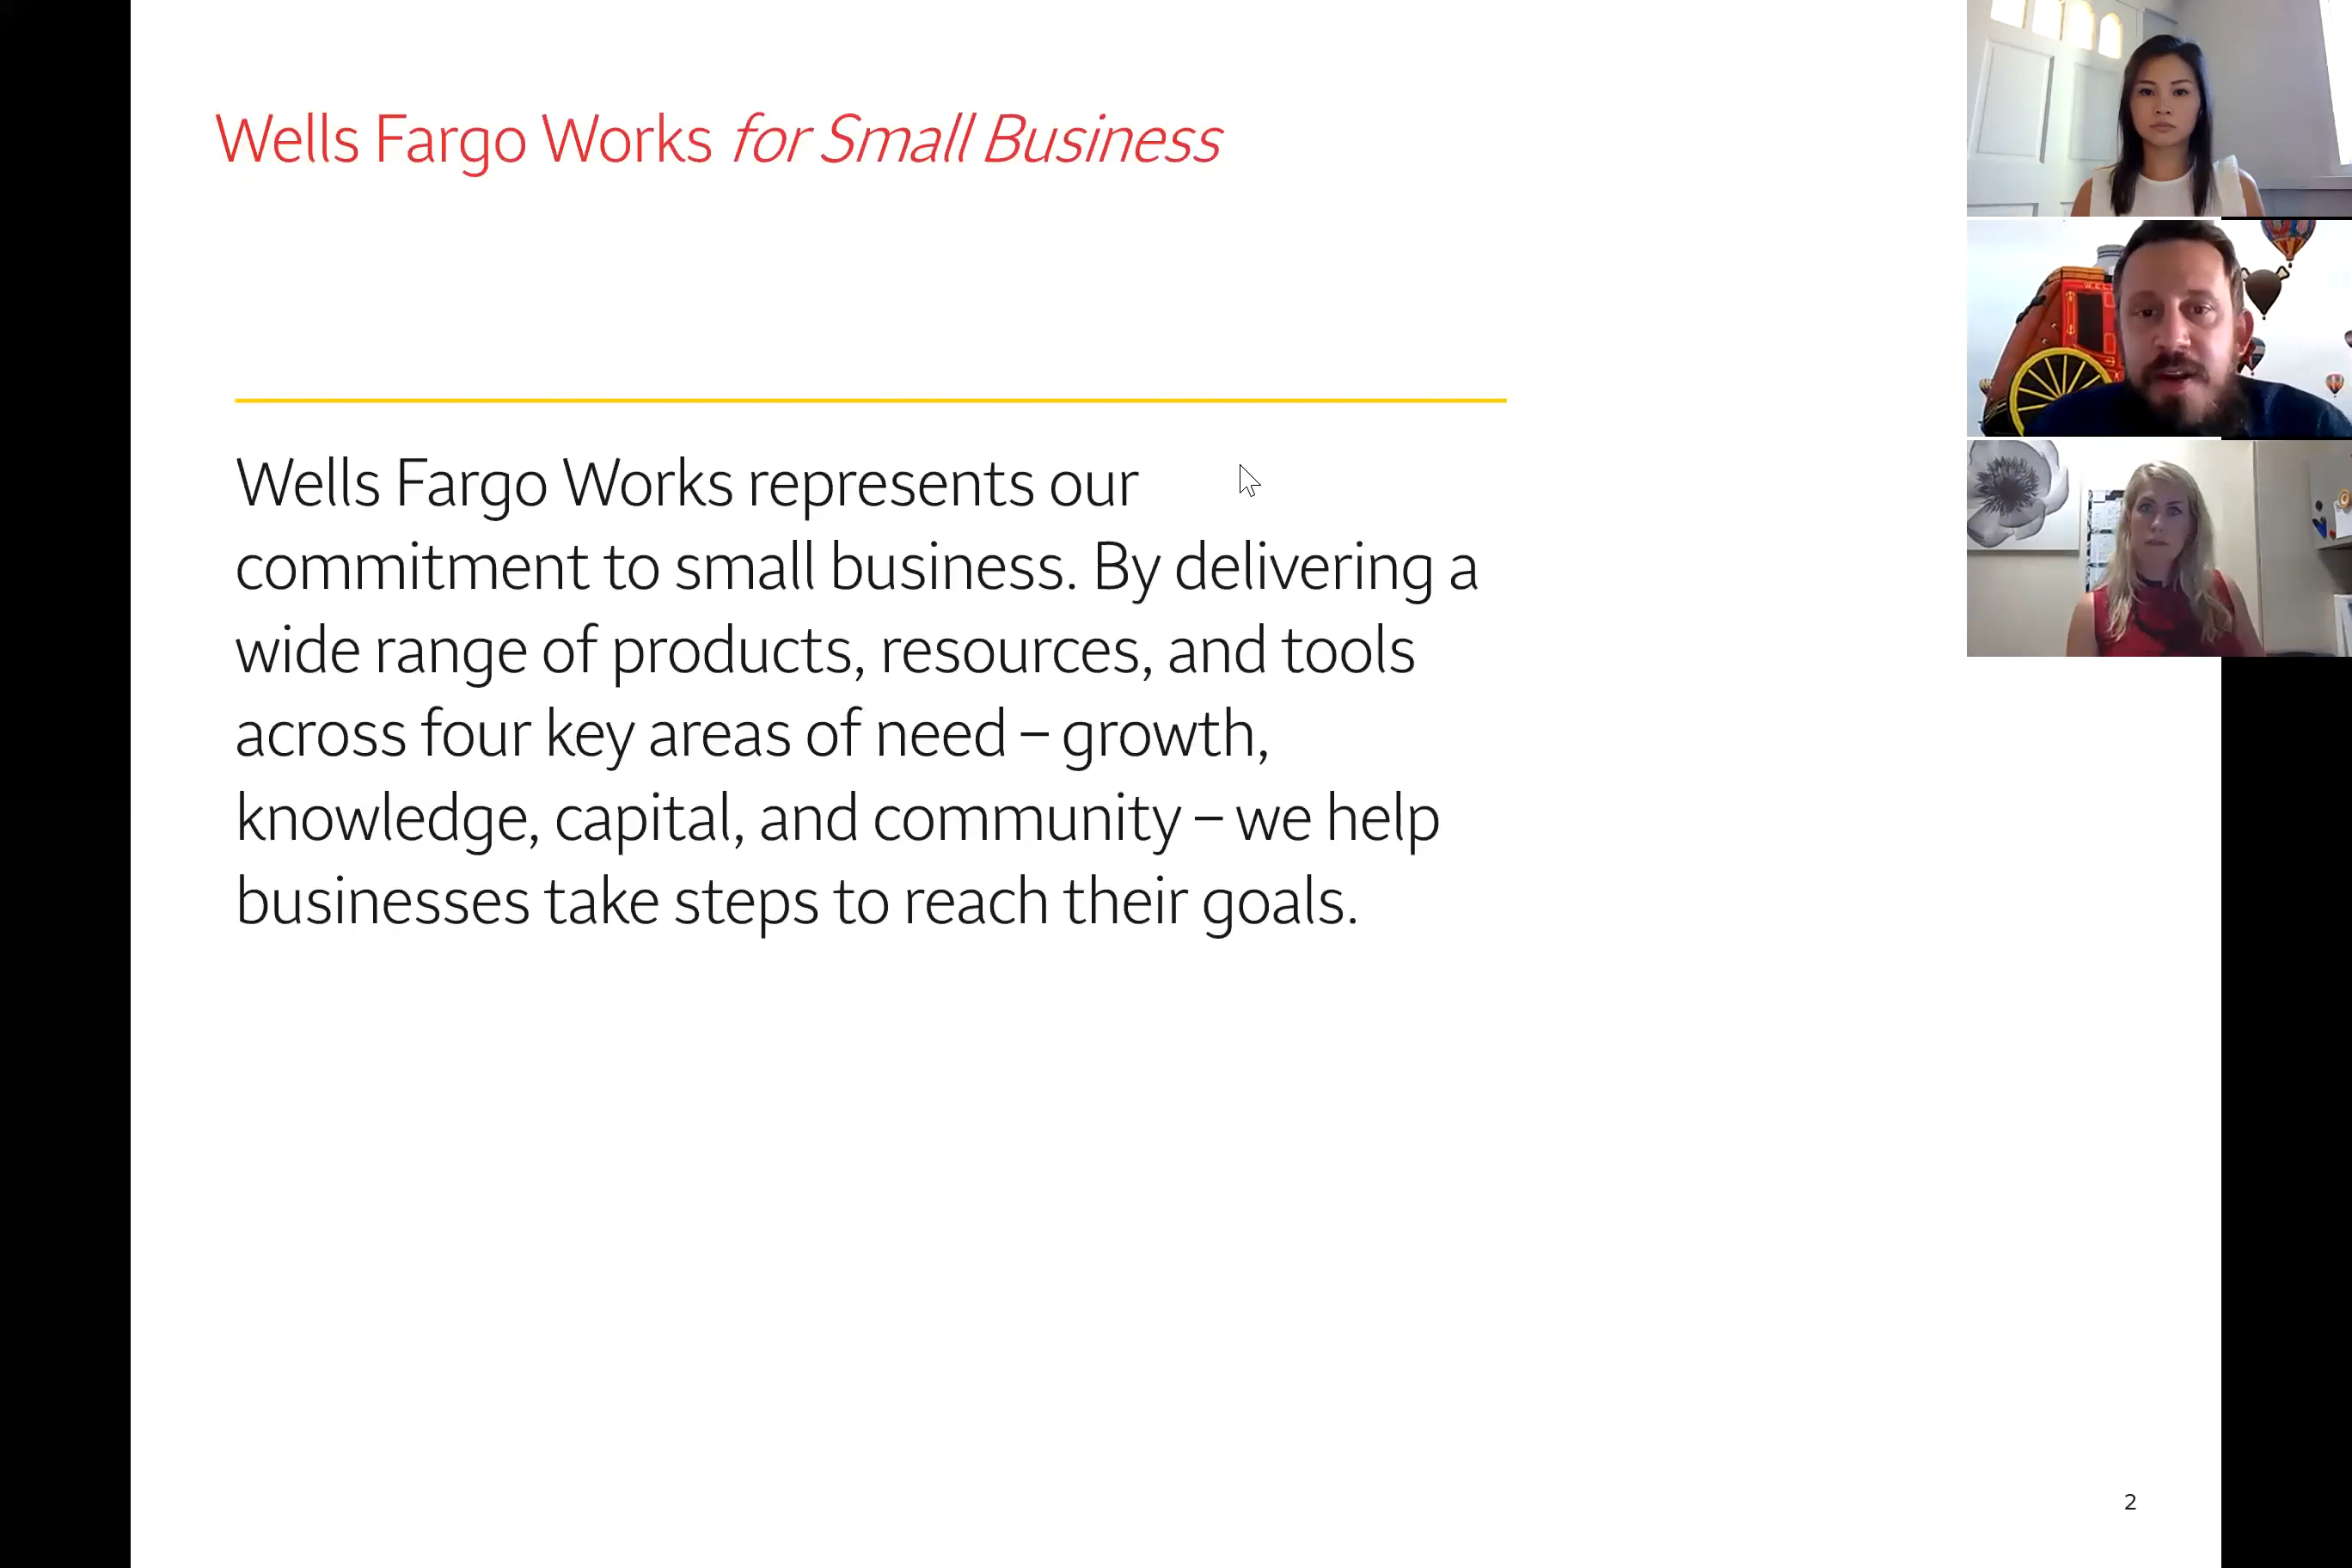 Wells Fargo Works for Small Business
Wells Fargo Works represents our
commitment to small business. By delivering a
wide range of products, resources, and tools
across four key areas of need – growth,
knowledge, capital, and community – we help
businesses take steps to reach their goals.
2